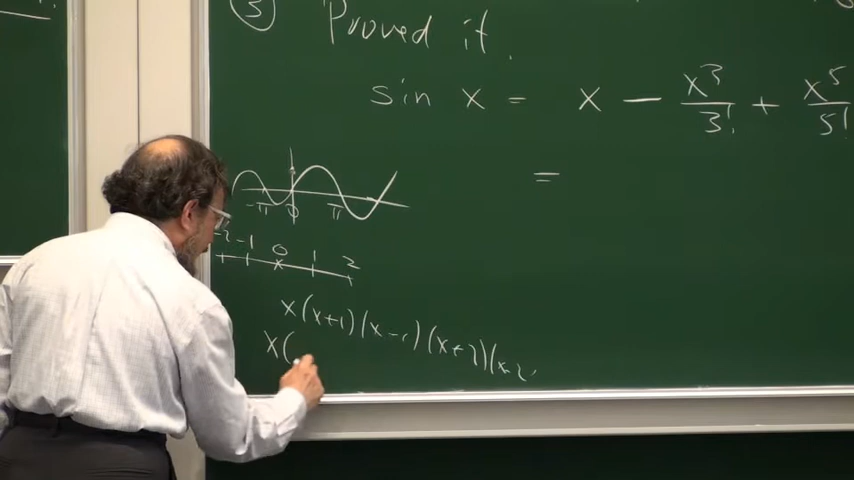 ③ "Proved it.
sin x = x - x³/3! + x⁵/5!
=
-π 0 π
-2 -1 0 1 2
x(x+1)(x-1)(x+2)(x-2
x(